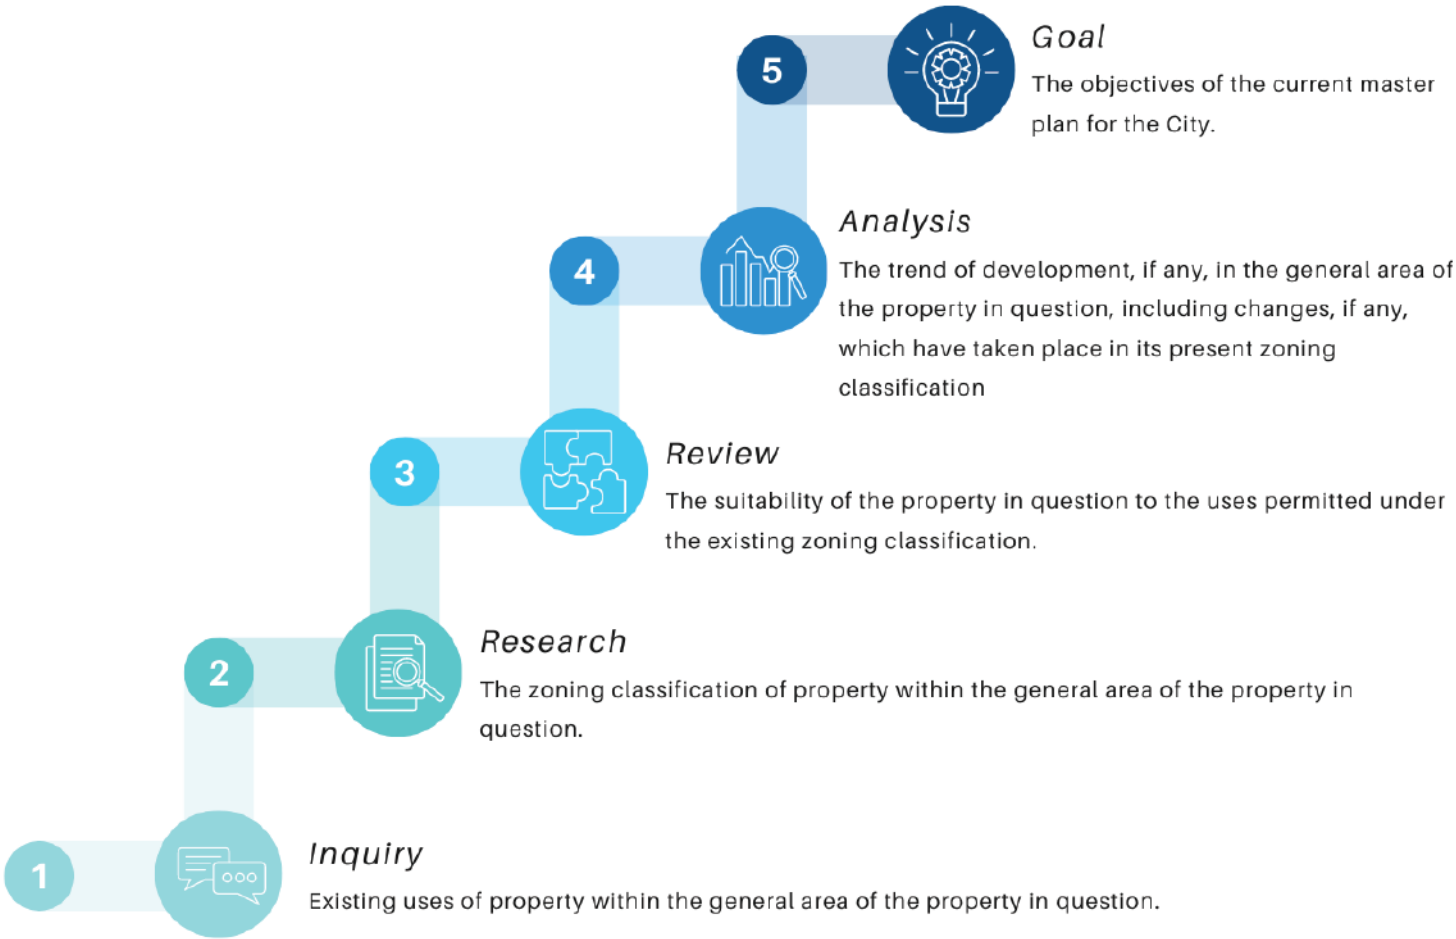 5
Goal
The objectives of the current master
plan for the City.
4
Analysis
The trend of development, if any, in the general area of
the property in question, including changes, if any,
which have taken place in its present zoning
classification
3
Review
The suitability of the property in question to the uses permitted under
the existing zoning classification.
2
Research
The zoning classification of property within the general area of the property in
question.
1
Inquiry
Existing uses of property within the general area of the property in question.